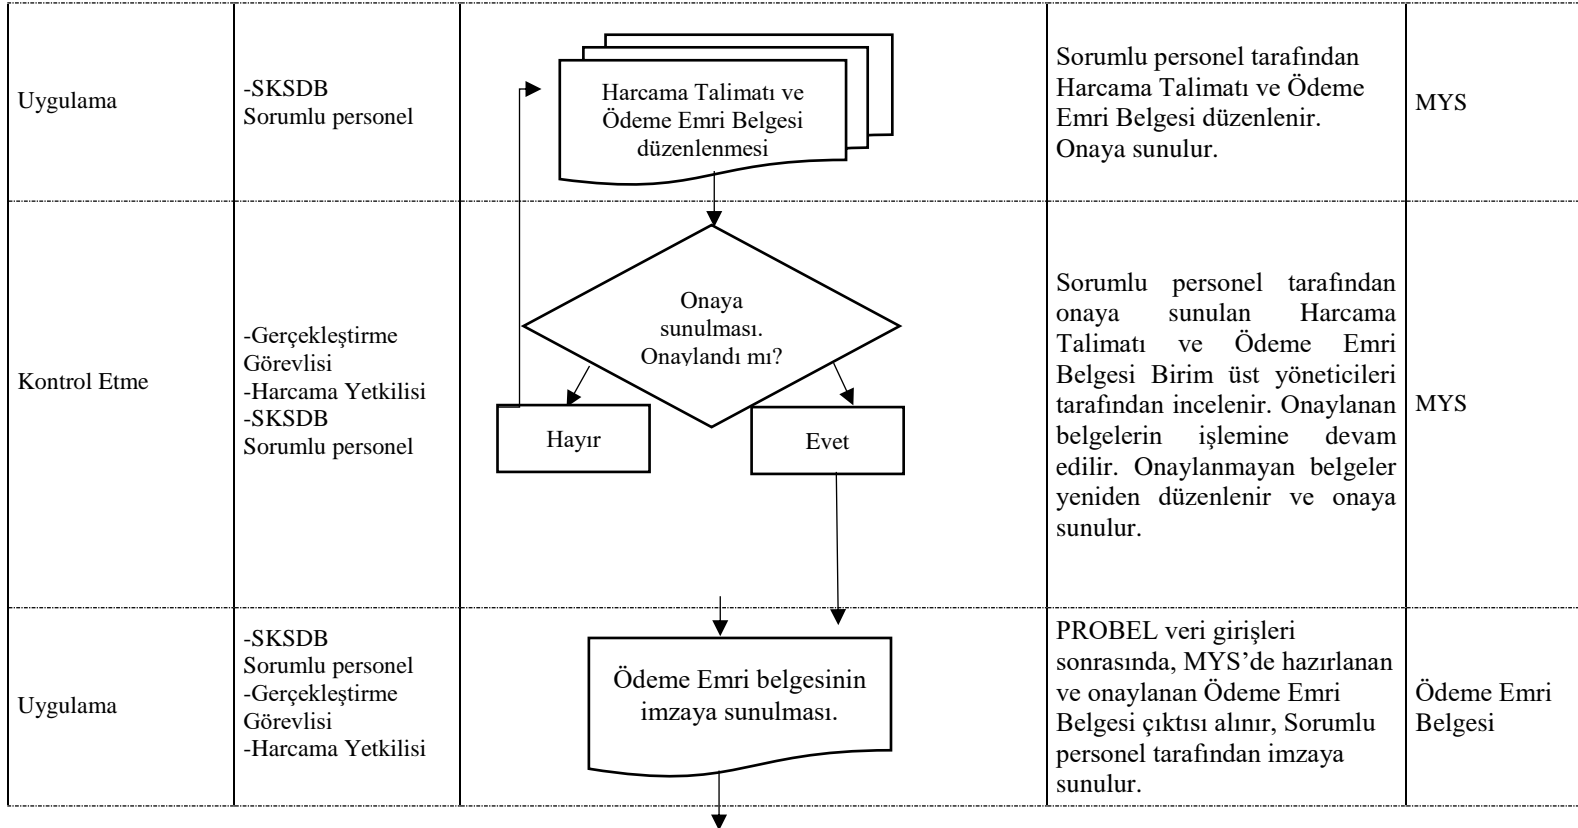 Uygulama
-SKSDB
Sorumlu personel
Harcama Talimatı ve
Ödeme Emri Belgesi
düzenlenmesi
Sorumlu personel tarafından
Harcama Talimatı ve Ödeme
Emri Belgesi düzenlenir.
Onaya sunulur.
MYS
Kontrol Etme
-Gerçekleştirme
Görevlisi
-Harcama Yetkilisi
-SKSDB
Sorumlu personel
Onaya
sunulması.
Onaylandı mı?
Hayır
Evet
Sorumlu personel tarafından
onaya sunulan Harcama
Talimatı ve Ödeme Emri
Belgesi Birim üst yöneticileri
tarafından incelenir. Onaylanan
belgelerin işlemine devam
edilir. Onaylanmayan belgeler
yeniden düzenlenir ve onaya
sunulur.
MYS
Uygulama
-SKSDB
Sorumlu personel
-Gerçekleştirme
Görevlisi
-Harcama Yetkilisi
Ödeme Emri belgesinin
imzaya sunulması.
PROBEL veri girişleri
sonrasında, MYS’de hazırlanan
ve onaylanan Ödeme Emri
Belgesi çıktısı alınır, Sorumlu
personel tarafından imzaya
sunulur.
Ödeme Emri
Belgesi